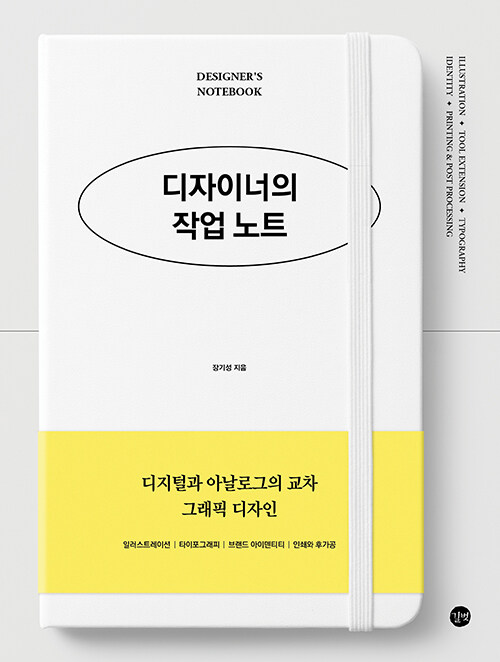 DESIGNER'S
NOTEBOOK
디자이너의
작업 노트
장기성 지음
디지털과 아날로그의 교차
그래픽 디자인
일러스트레이션 | 타이포그래피 | 브랜드 아이덴티티 | 인쇄와 후가공
ILLUSTRATION ✦ TOOL EXTENSION ✦ TYPOGRAPHY
IDENTITY ✦ PRINTING & POST PROCESSING
길벗